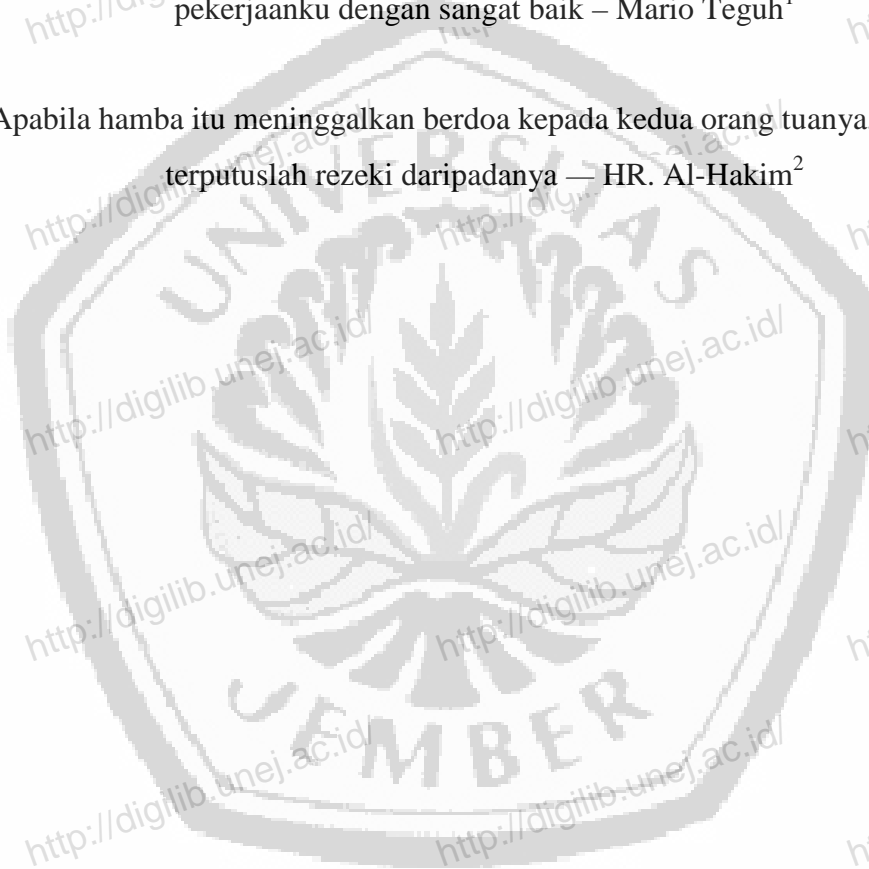 pekerjaanku dengan sangat baik – Mario Teguh¹
Apabila hamba itu meninggalkan berdoa kepada kedua orang tuanya
terputuslah rezeki daripadanya — HR. Al-Hakim²
UNIVERSITAS
JEMBER
http://digilib.unej.ac.id/
http://digilib.unej.ac.id/
http://digilib.unej.ac.id/
http://digilib.unej.ac.id/
http://digilib.unej.ac.id/
http://digilib.unej.ac.id/
http://digilib.unej.ac.id/
http://digilib.unej.ac.id/